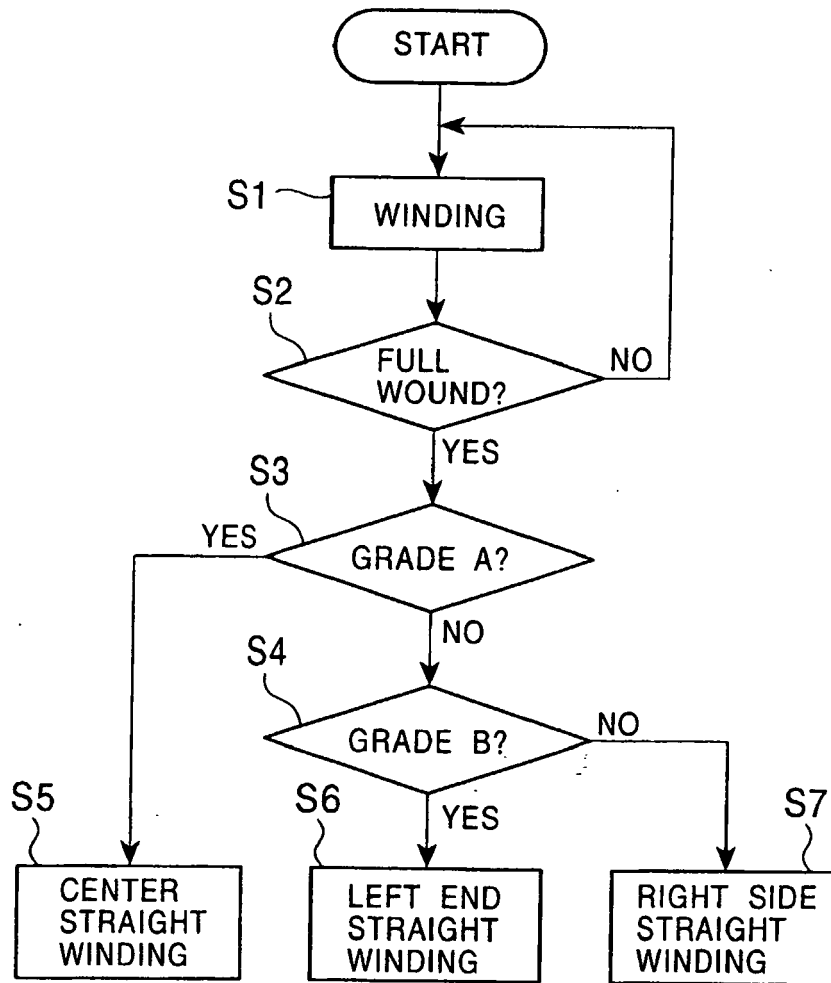 START
S1
WINDING
S2
FULL
WOUND?
NO
YES
S3
YES
GRADE A?
NO
S4
GRADE B?
NO
YES
S5
CENTER
STRAIGHT
WINDING
S6
LEFT END
STRAIGHT
WINDING
S7
RIGHT SIDE
STRAIGHT
WINDING